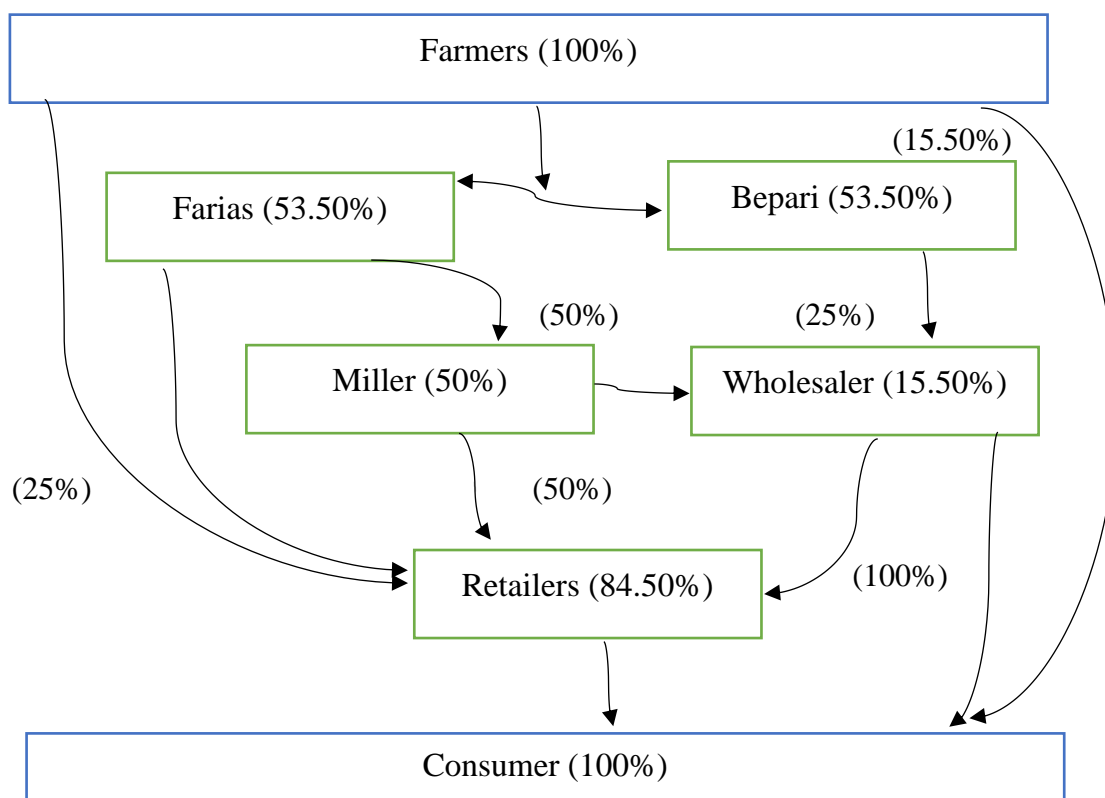 Farmers (100%)
(15.50%)
Farias (53.50%)
Bepari (53.50%)
(50%)
(25%)
Miller (50%)
Wholesaler (15.50%)
(25%)
(50%)
(100%)
Retailers (84.50%)
Consumer (100%)